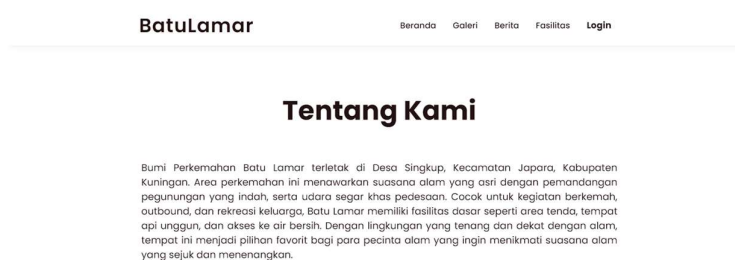 BatuLamar
Beranda Galeri Berita Fasilitas Login
Tentang Kami
Bumi Perkemahan Batu Lamar terletak di Desa Singkup, Kecamatan Japara, Kabupaten
Kuningan. Area perkemahan ini menawarkan suasana alam yang asri dengan pemandangan
pegunungan yang indah, serta udara segar khas pedesaan. Cocok untuk kegiatan berkemah,
outbound, dan rekreasi keluarga, Batu Lamar memiliki fasilitas dasar seperti area tenda, tempat
api unggun, dan akses ke air bersih. Dengan lingkungan yang tenang dan dekat dengan alam,
tempat ini menjadi pilihan favorit bagi para pecinta alam yang ingin menikmati suasana alam
yang sejuk dan menenangkan.